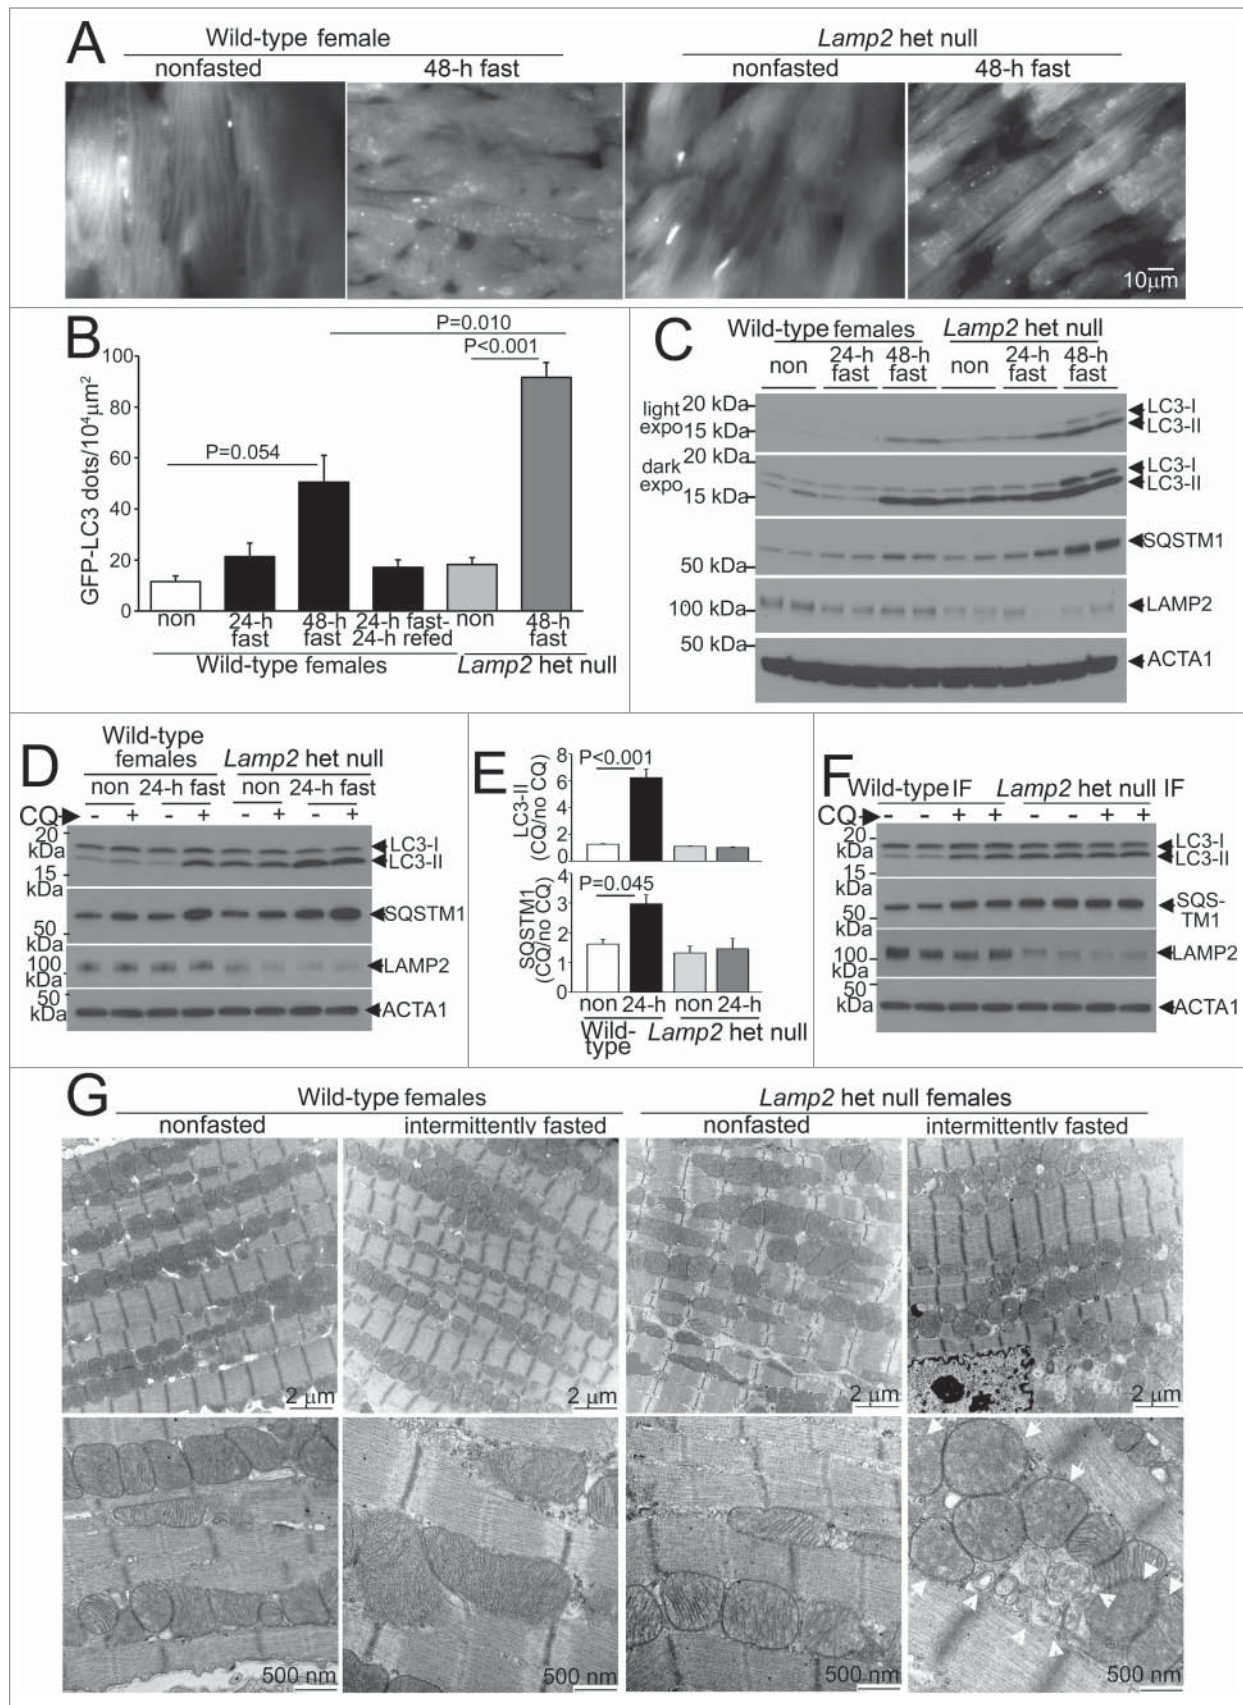 A
Wild-type female
Lamp2 het null
nonfasted
48-h fast
nonfasted
48-h fast
10µm
B
P=0.010
P<0.001
P=0.054
GFP-LC3 dots/10⁴µm²
100
80
60
40
20
0
non
24-h fast
48-h fast
24-h fast-24-h refed
non
48-h fast
Wild-type females
Lamp2 het null
C
Wild-type females
Lamp2 het null
non
24-h fast
48-h fast
non
24-h fast
48-h fast
light expo
20 kDa
15 kDa
LC3-I
LC3-II
dark expo
20 kDa
15 kDa
LC3-I
LC3-II
50 kDa
SQSTM1
100 kDa
LAMP2
50 kDa
ACTA1
D
Wild-type females
Lamp2 het null
non
24-h fast
non
24-h fast
CQ
- + - + - + - +
20 kDa
15 kDa
LC3-I
LC3-II
50 kDa
SQSTM1
100 kDa
LAMP2
50 kDa
ACTA1
E
P<0.001
LC3-II (CQ/no CQ)
8
6
4
2
0
P=0.045
SQSTM1 (CQ/no CQ)
4
3
2
1
0
non 24-h non 24-h
Wild-type
Lamp2 het null
F
Wild-type IF
Lamp2 het null IF
CQ
- - + + - - + +
20 kDa
15 kDa
LC3-I
LC3-II
50 kDa
SQS-TM1
100 kDa
LAMP2
50 kDa
ACTA1
G
Wild-type females
Lamp2 het null females
nonfasted
intermittently fasted
nonfasted
intermittently fasted
2 µm
2 µm
2 µm
2 µm
500 nm
500 nm
500 nm
500 nm